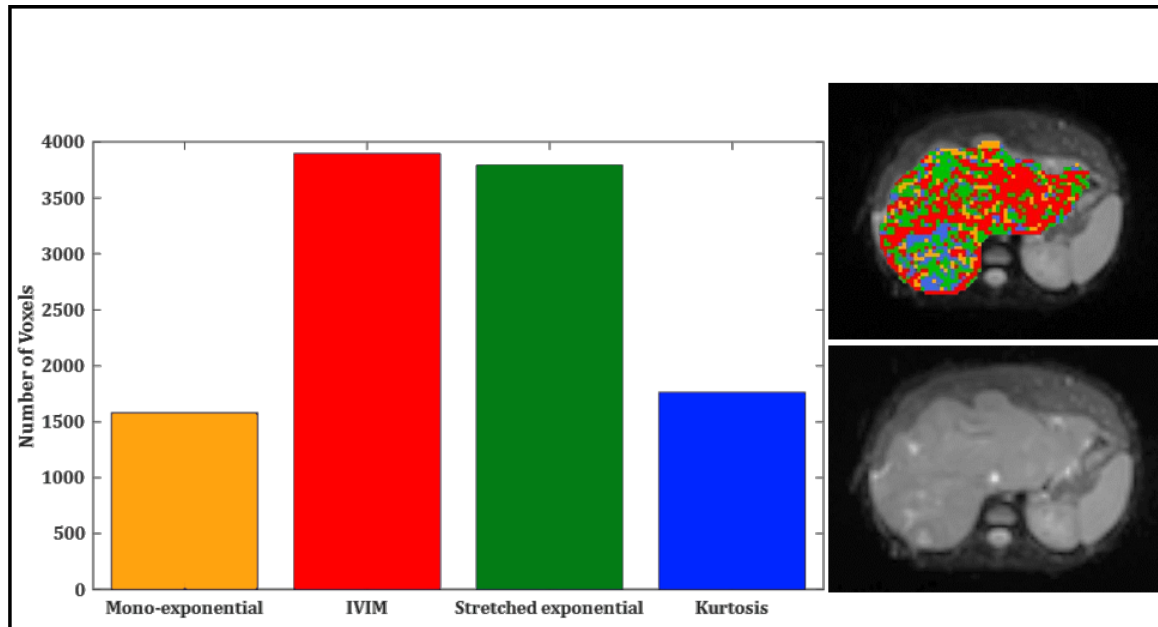 4000
3500
3000
2500
2000
1500
1000
500
0
Number of Voxels
Mono-exponential
IVIM
Stretched exponential
Kurtosis